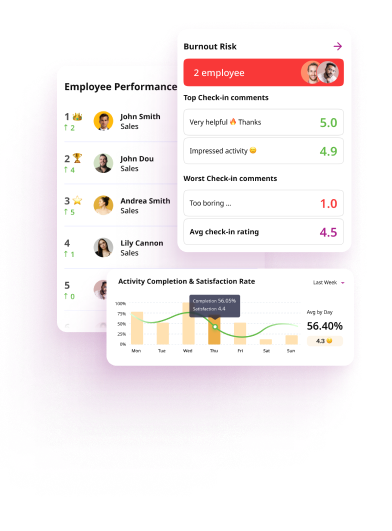 Burnout Risk
2 employee
Top Check-in comments
Very helpful 🔥 Thanks 5.0
Impressed activity 4.9
Worst Check-in comments
Too boring ... 1.0
Avg check-in rating 4.5
Employee Performance
1 John Smith
↑ 2 Sales
2 🏆 John Dou
↑ 4 Sales
3 ⭐ Andrea Smith
↑ 5 Sales
4 Lily Cannon
↑ 1 Sales
5
↑ 0
Activity Completion & Satisfaction Rate Last Week
Completion 56.05%
Satisfaction 4.4
100%
75%
50%
25%
0%
Mon Tue Wed Thu Fri Sat Sun
Avg by Day
56.40%
4.3